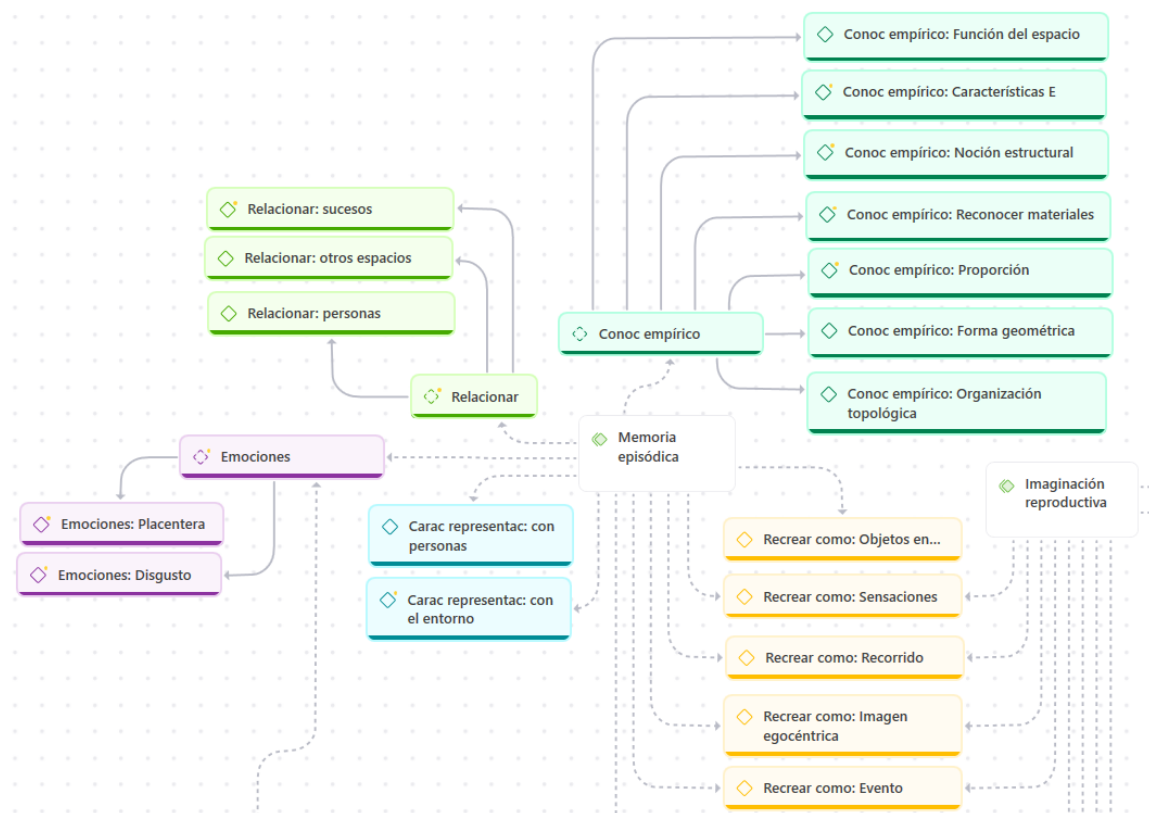 Conoc empírico: Función del espacio
Conoc empírico: Características E
Conoc empírico: Noción estructural
Conoc empírico: Reconocer materiales
Conoc empírico: Proporción
Conoc empírico: Forma geométrica
Conoc empírico: Organización
topológica
Conoc empírico
Relacionar: sucesos
Relacionar: otros espacios
Relacionar: personas
Relacionar
Memoria
episódica
Emociones
Emociones: Placentera
Emociones: Disgusto
Carac representac: con
personas
Carac representac: con
el entorno
Imaginación
reproductiva
Recrear como: Objetos en...
Recrear como: Sensaciones
Recrear como: Recorrido
Recrear como: Imagen
egocéntrica
Recrear como: Evento